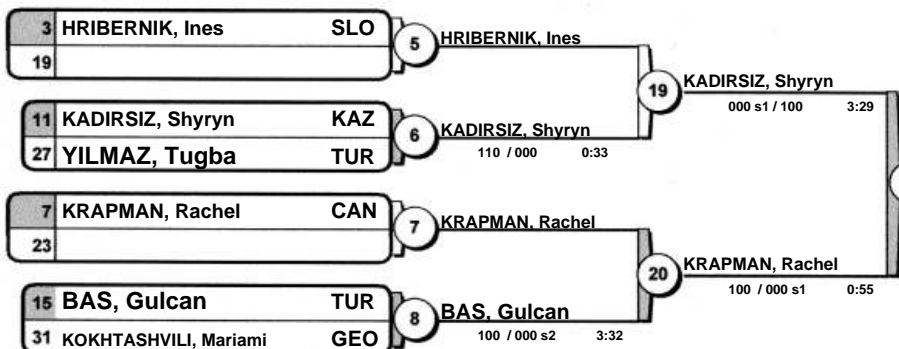 3 HRIBERNIK, Ines SLO
19
5
HRIBERNIK, Ines
11 KADIRSIZ, Shyryn KAZ
27 YILMAZ, Tugba TUR
6
KADIRSIZ, Shyryn
110 / 000 0:33
19
KADIRSIZ, Shyryn
000 s1 / 100 3:29
7 KRAPMAN, Rachel CAN
23
7
KRAPMAN, Rachel
15 BAS, Gulcan TUR
31 KOKHTASHVILI, Mariami GEO
8
BAS, Gulcan
100 / 000 s2 3:32
20
KRAPMAN, Rachel
100 / 000 s1 0:55